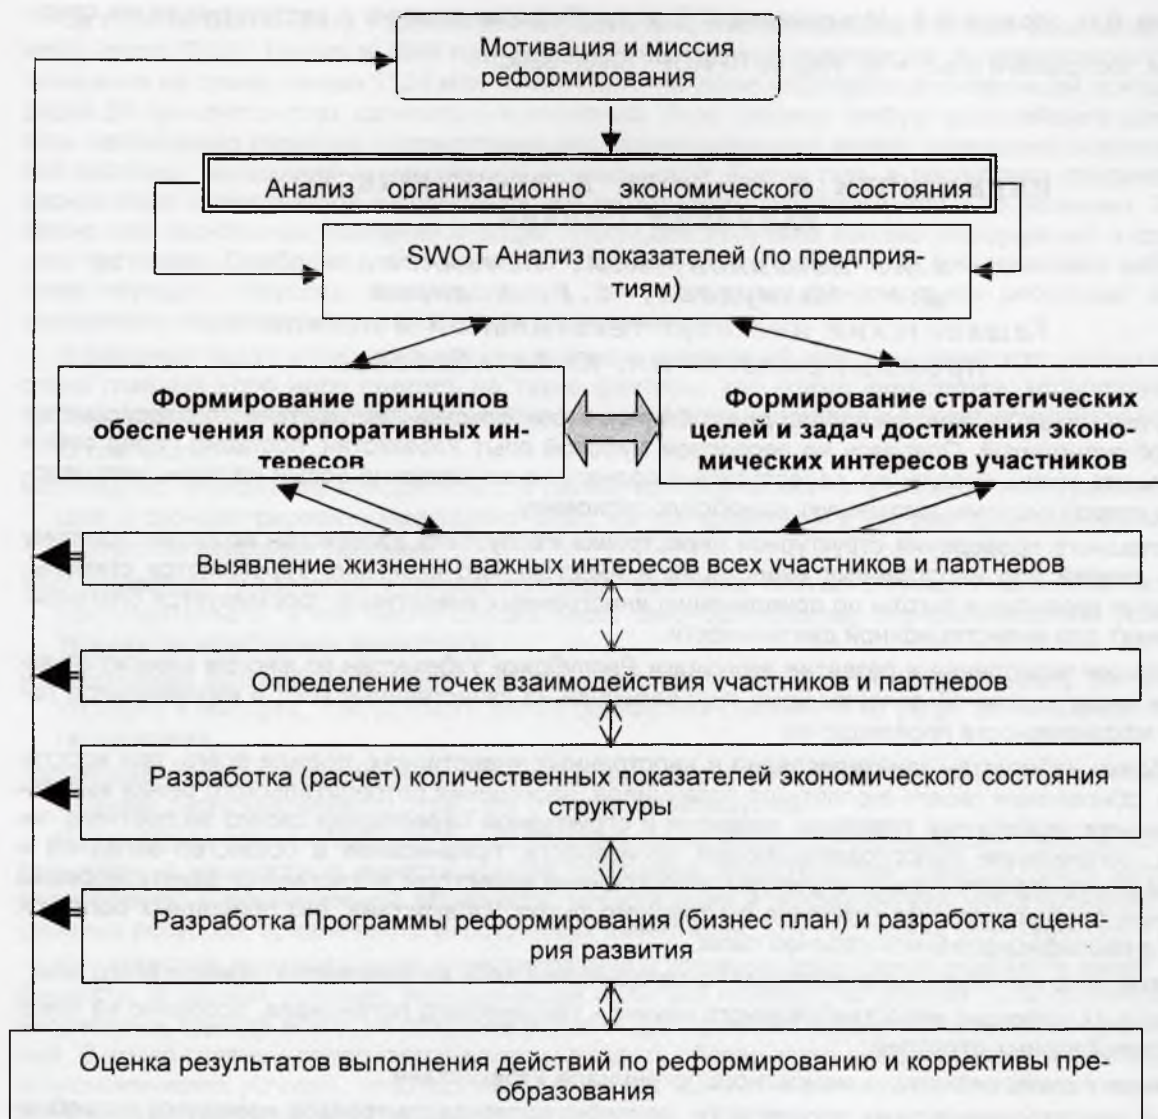 Мотивация и миссия
реформирования
Анализ организационно экономического состояния
SWOT- Анализ показателей (по предприя-
тиям)
Формирование принципов
обеспечения корпоративных ин-
тересов
Формирование стратегических
целей и задач достижения эконо-
мических интересов участников
Выявление жизненно важных интересов всех участников и партнеров
Определение точек взаимодействия участников и партнеров
Разработка (расчет) количественных показателей экономического состояния
структуры
Разработка Программы реформирования (бизнес план) и разработка сцена-
рия развития
Оценка результатов выполнения действий по реформированию и коррективы пре-
образования